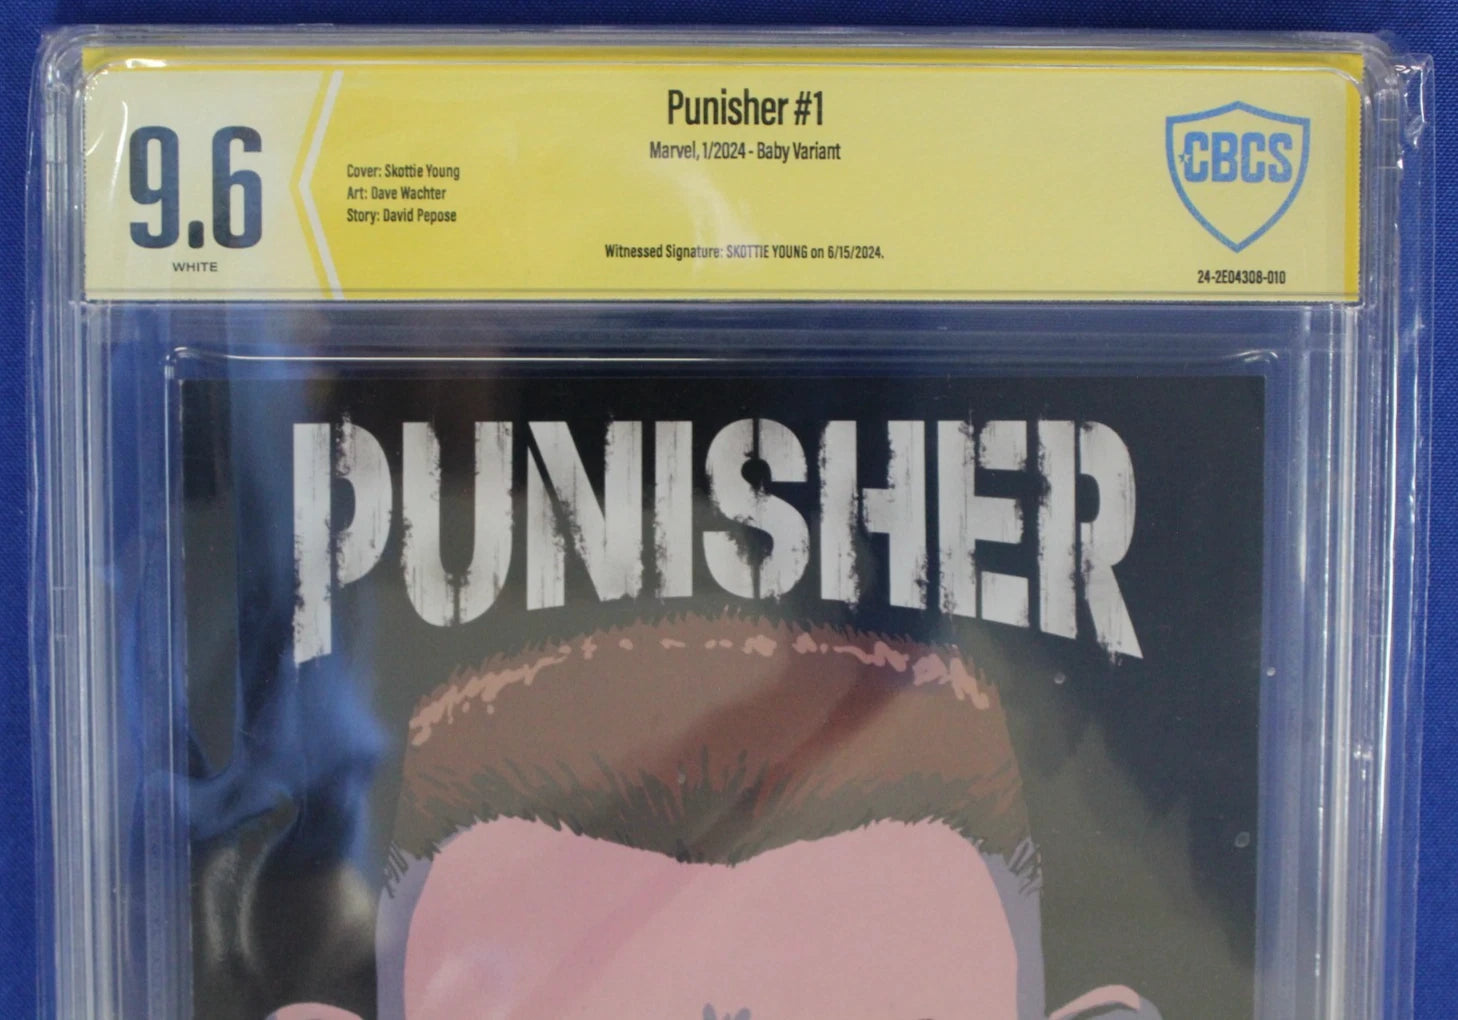 Punisher #1
Marvel, 1/2024 - Baby Variant
9.6
WHITE
Cover: Skottie Young
Art: Dave Wachter
Story: David Pepose
Witnessed Signature: SKOTTIE YOUNG on 6/15/2024.
CBCS
24-2E04308-010
PUNISHER